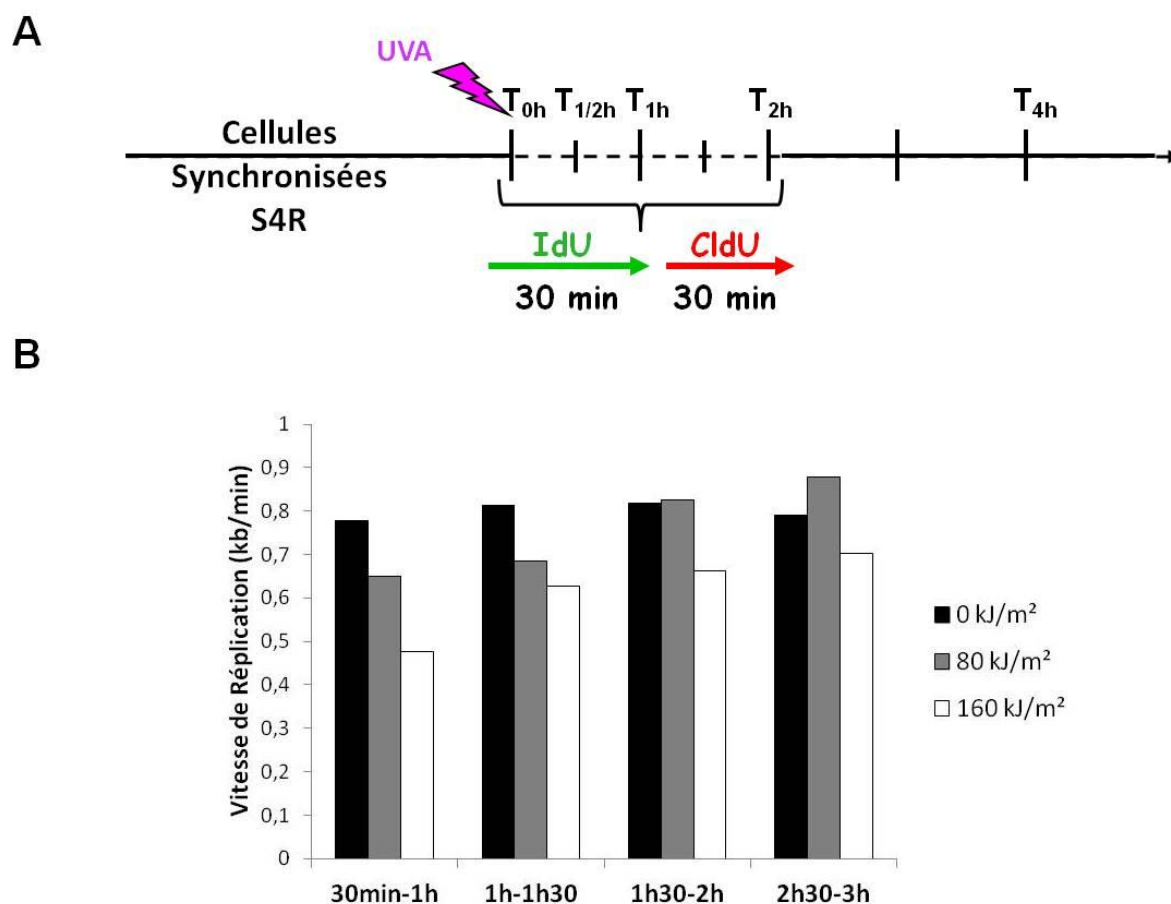 A
UVA
T0h T1/2h T1h T2h T4h
Cellules
Synchronisées
S4R
IdU CldU
30 min 30 min
B
Vitesse de Réplication (kb/min)
1
0,9
0,8
0,7
0,6
0,5
0,4
0,3
0,2
0,1
0
30min-1h 1h-1h30 1h30-2h 2h30-3h
0 kJ/m²
80 kJ/m²
160 kJ/m²